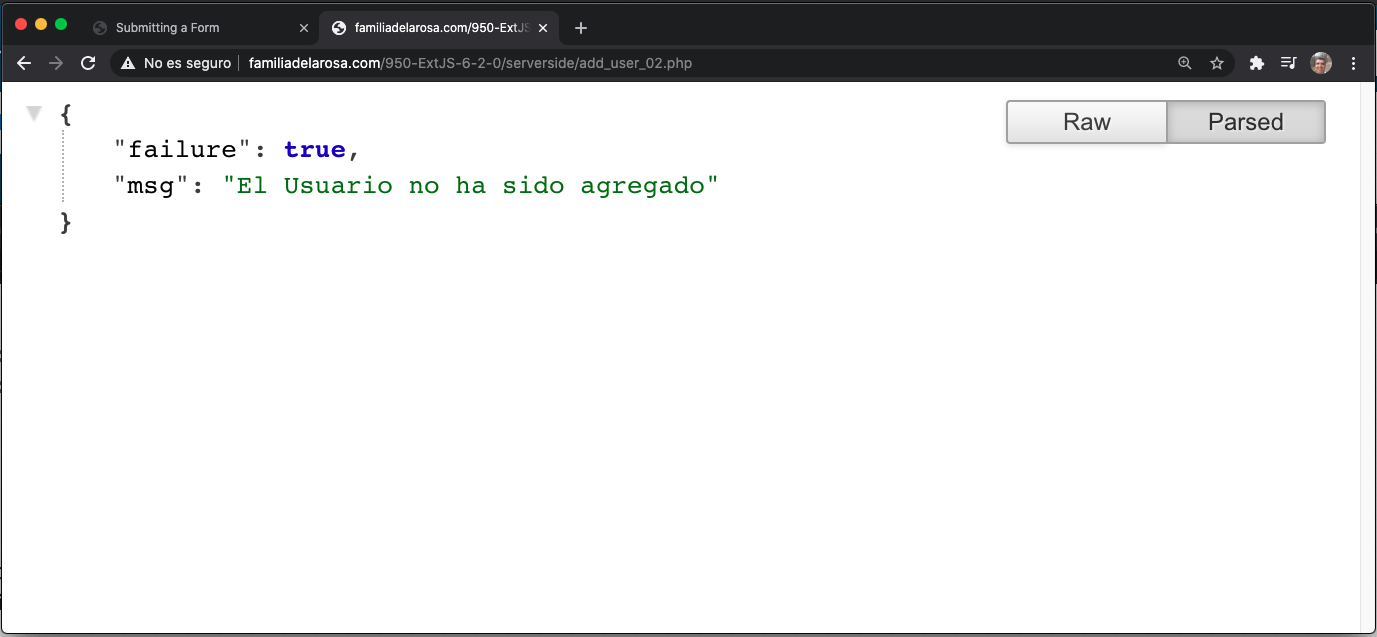 Submitting a Form
familiadelarosa.com/950-ExtJS
No es seguro familiadelarosa.com/950-ExtJS-6-2-0/serverside/add_user_02.php
Raw Parsed
{
"failure": true,
"msg": "El Usuario no ha sido agregado"
}